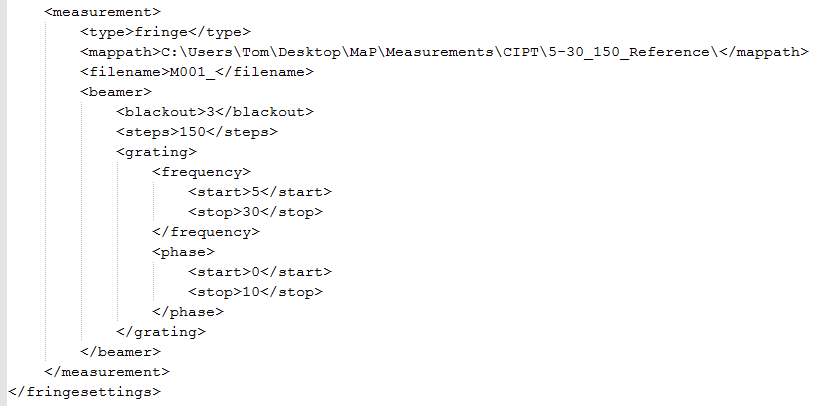 <measurement>
<type>fringe</type>
<mappath>C:\Users\Tom\Desktop\MaP\Measurements\CIPT\5-30_150_Reference\</mappath>
<filename>M001_</filename>
<beamer>
<blackout>3</blackout>
<steps>150</steps>
<grating>
<frequency>
<start>5</start>
<stop>30</stop>
</frequency>
<phase>
<start>0</start>
<stop>10</stop>
</phase>
</grating>
</beamer>
</measurement>
</fringesettings>